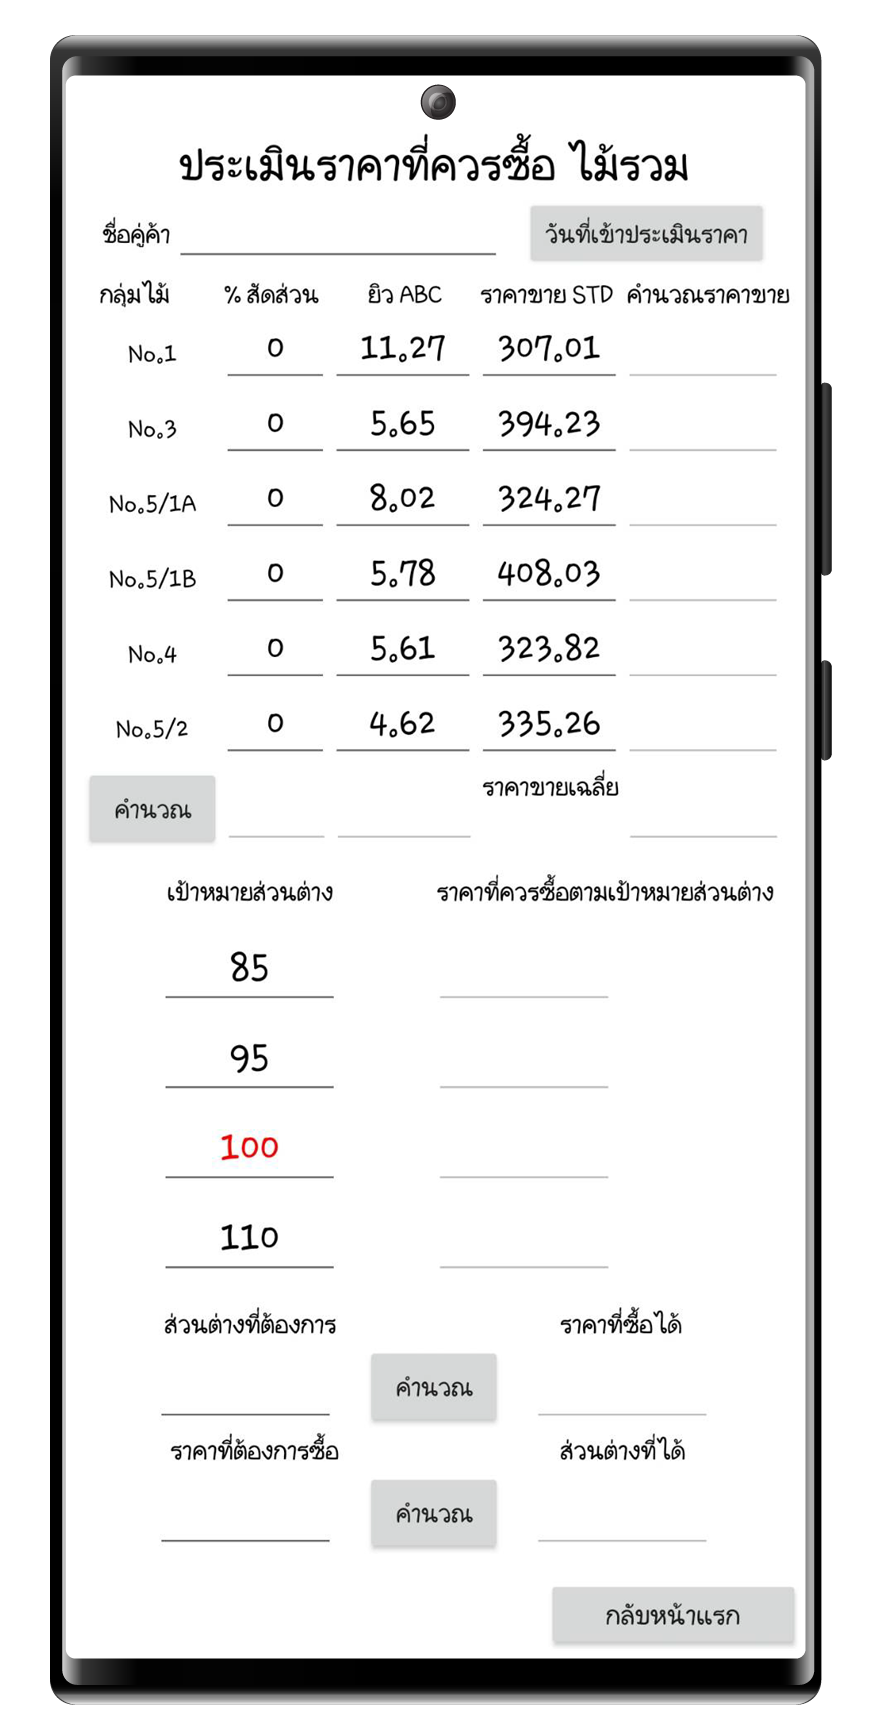 ประเมินราคาที่ควรซื้อ ไม้รวม
ชื่อคู่ค้า วันที่เข้าประเมินราคา
กลุ่มไม้ % สัดส่วน ยิว ABC ราคาขาย STD คำนวณราคาขาย
No.1 0 11.27 307.01
No.3 0 5.65 394.23
No.5/1A 0 8.02 324.27
No.5/1B 0 5.78 408.03
No.4 0 5.61 323.82
No.5/2 0 4.62 335.26
คำนวณ ราคาขายเฉลี่ย
เป้าหมายส่วนต่าง ราคาที่ควรซื้อตามเป้าหมายส่วนต่าง
85
95
100
110
ส่วนต่างที่ต้องการ ราคาที่ซื้อได้
คำนวณ
ราคาที่ต้องการซื้อ ส่วนต่างที่ได้
คำนวณ
กลับหน้าแรก